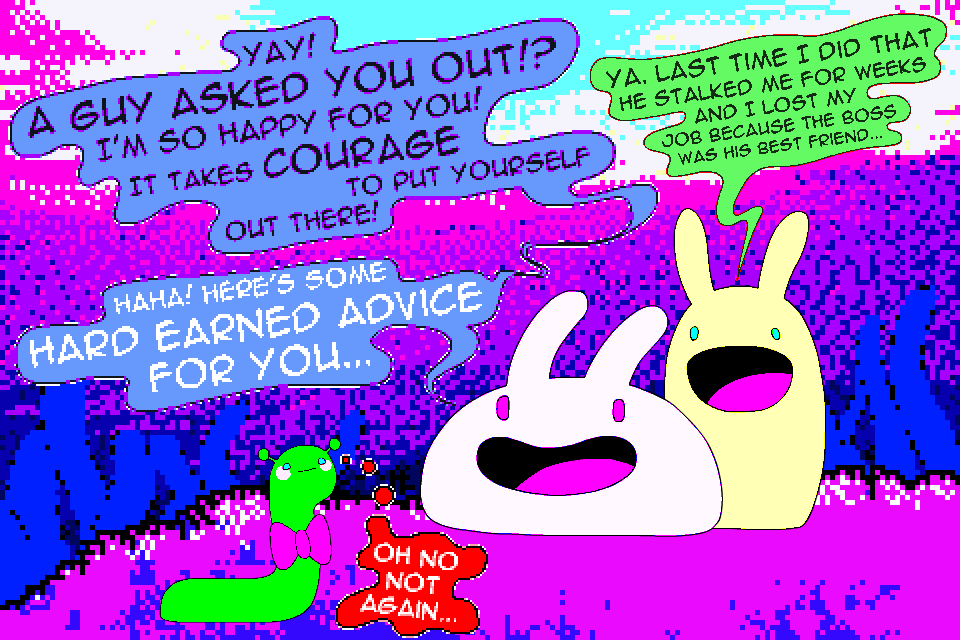 YAY!
A GUY ASKED YOU OUT!?
I'M SO HAPPY FOR YOU!
IT TAKES COURAGE
TO PUT YOURSELF
OUT THERE!
YA. LAST TIME I DID THAT
HE STALKED ME FOR WEEKS
AND I LOST MY
JOB BECAUSE THE BOSS
WAS HIS BEST FRIEND...
HAHA! HERE'S SOME
HARD EARNED ADVICE
FOR YOU...
OH NO
NOT
AGAIN...